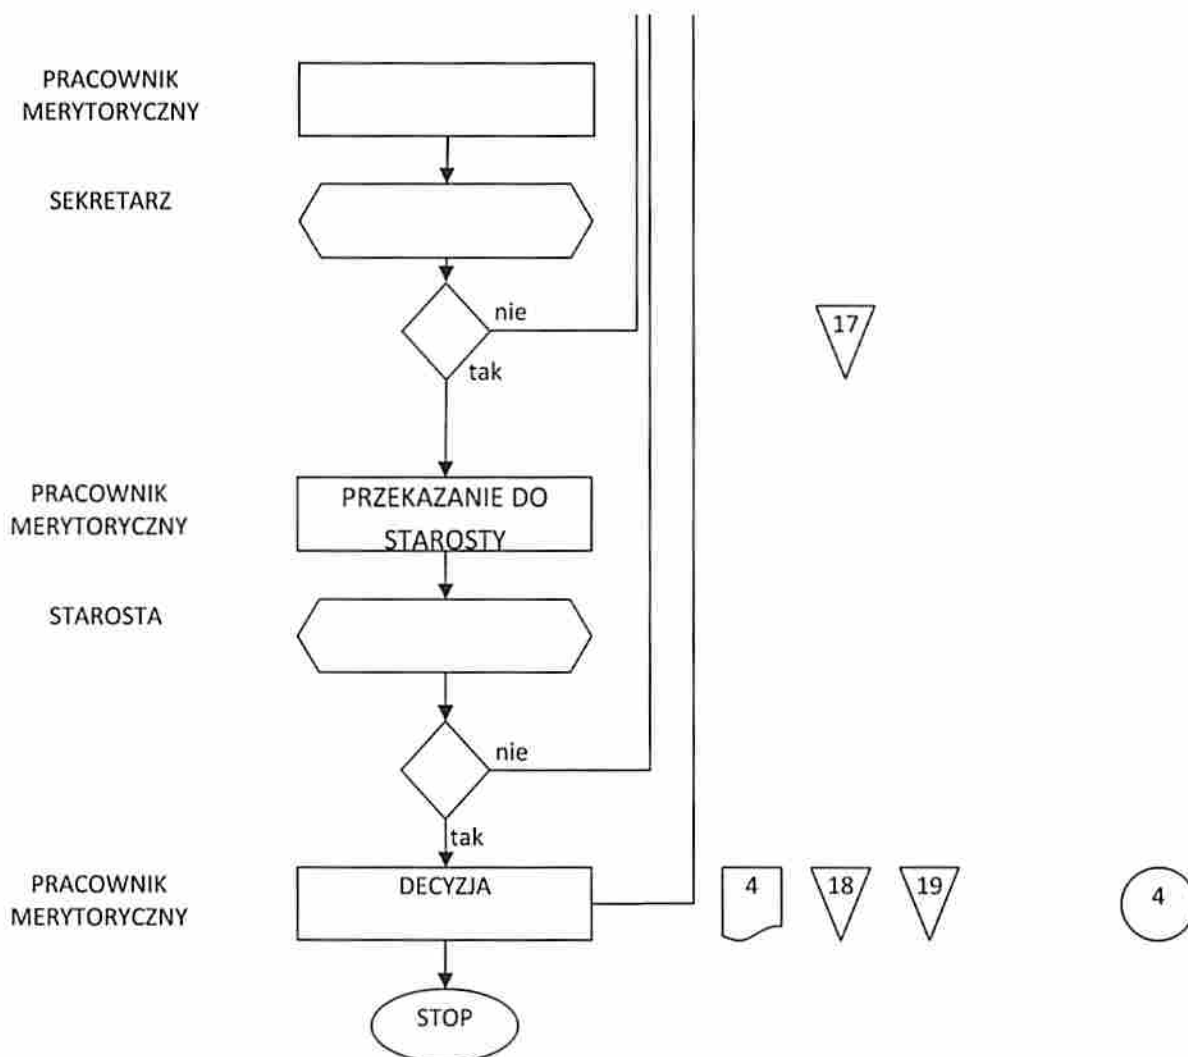 PRACOWNIK
MERYTORYCZNY
SEKRETARZ
nie
17
tak
PRACOWNIK
MERYTORYCZNY
PRZEKAZANIE DO
STAROSTY
STAROSTA
nie
tak
PRACOWNIK
MERYTORYCZNY
DECYZJA
4
18
19
4
STOP